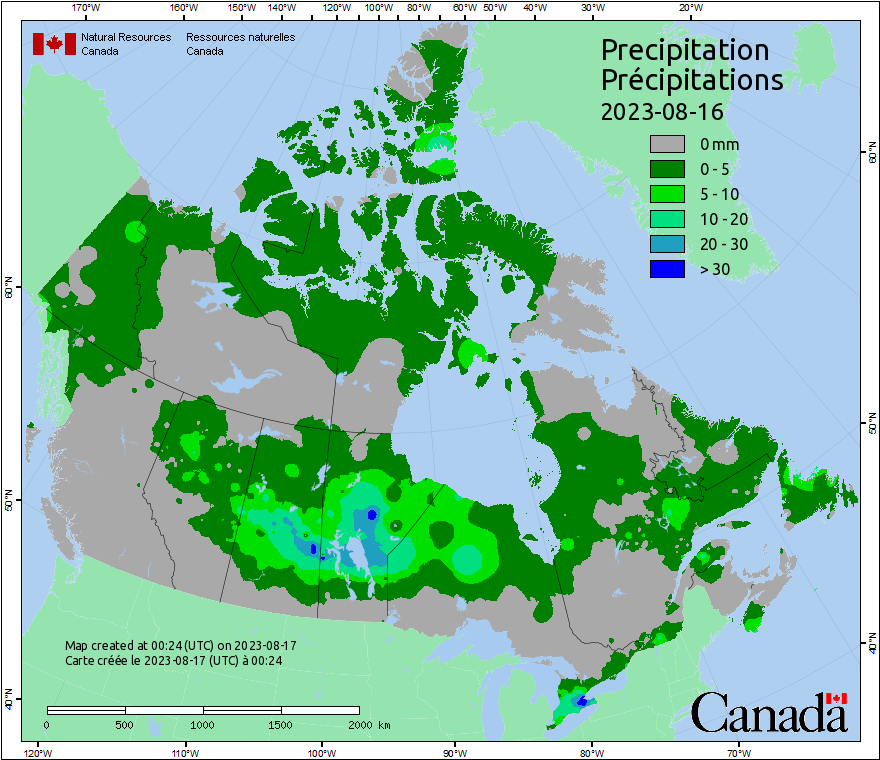 170°W 160°W 150°W 140°W 130°W 120°W 110°W 100°W 90°W 80°W 60°W 50°W 40°W 30°W 20°W
Natural Resources Ressources naturelles
Canada Canada
Precipitation
Précipitations
2023-08-16
0 mm
0 - 5
5 - 10
10 - 20
20 - 30
> 30
60°N
60°N
50°N
50°N
40°N
40°N
Map created at 00:24 (UTC) on 2023-08-17
Carte créée le 2023-08-17 (UTC) à 00:24
0 500 1000 1500 2000 km
Canada
120°W 110°W 100°W 90°W 80°W 70°W